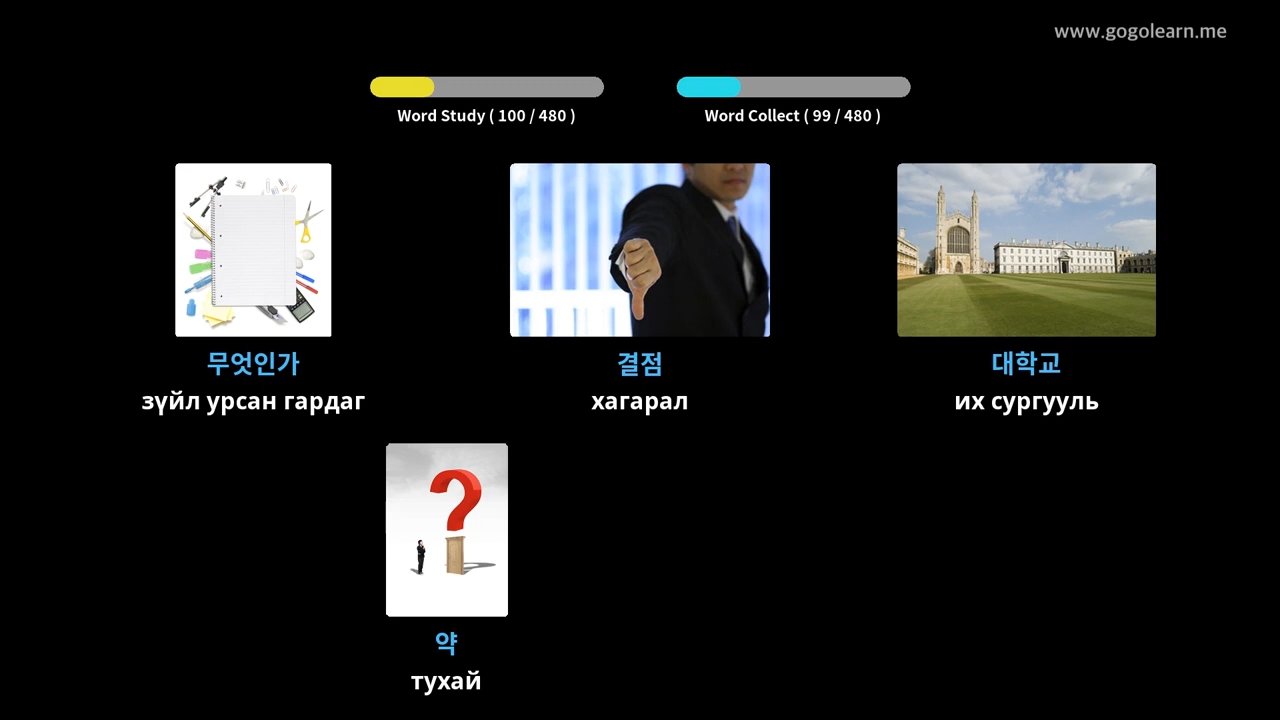 www.gogolearn.me
Word Study ( 100 / 480 )
Word Collect ( 99 / 480 )
무엇인가
결점
대학교
зүйл урсан гардаг
хагарал
их сургууль
약
тухай